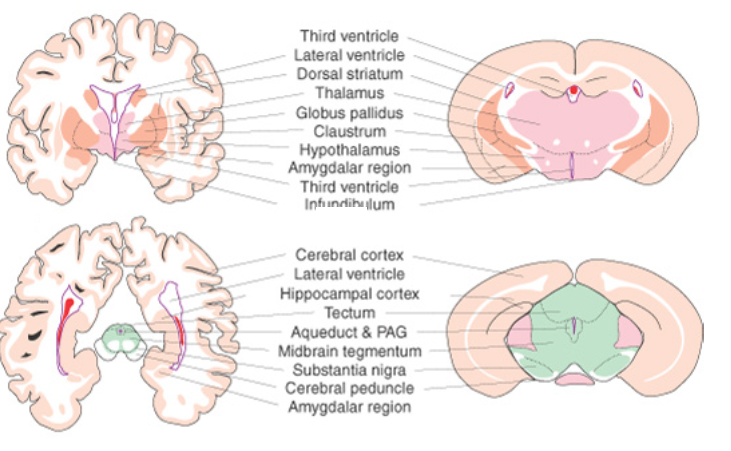 Third ventricle
Lateral ventricle
Dorsal striatum
Thalamus
Globus pallidus
Claustrum
Hypothalamus
Amygdalar region
Third ventricle
Infundibulum
Cerebral cortex
Lateral ventricle
Hippocampal cortex
Tectum
Aqueduct & PAG
Midbrain tegmentum
Substantia nigra
Cerebral peduncle
Amygdalar region